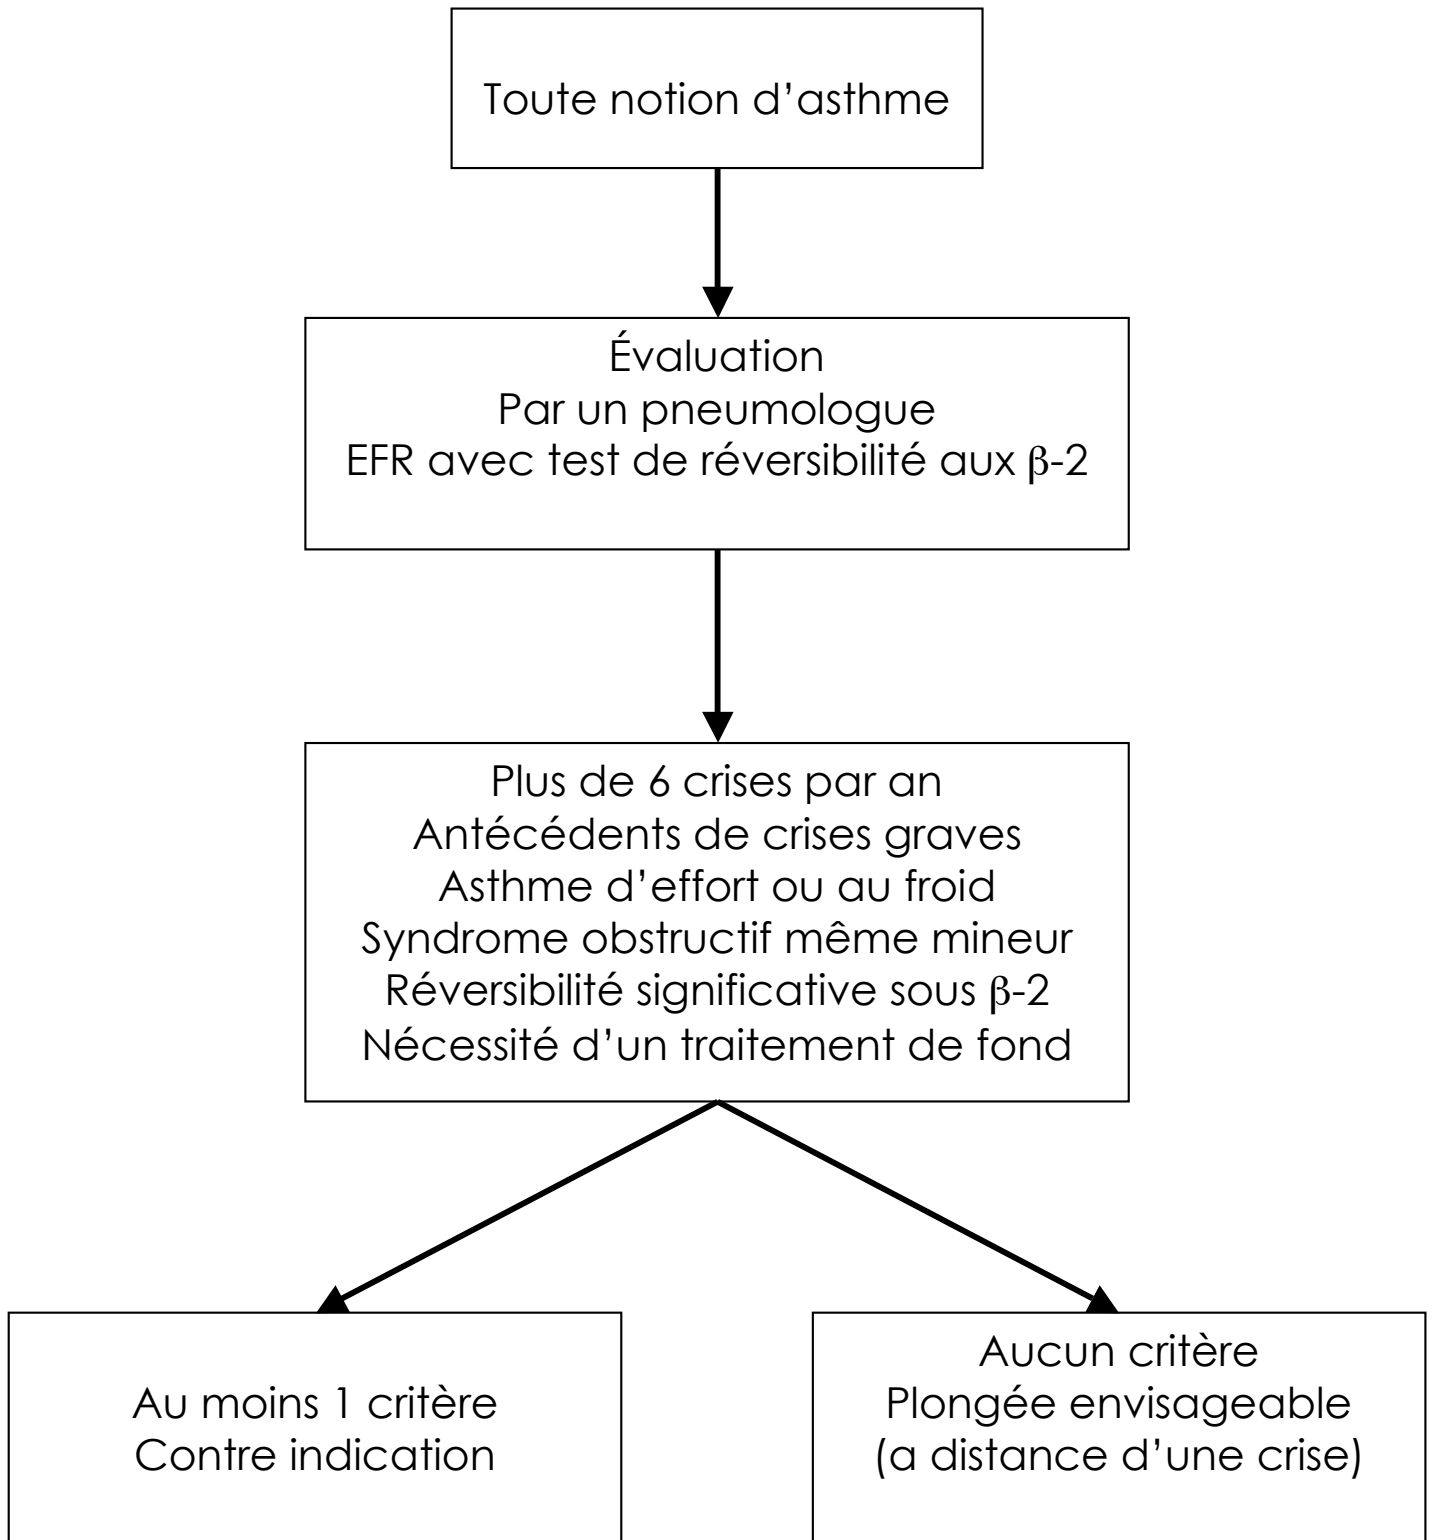 Toute notion d’asthme
Évaluation
Par un pneumologue
EFR avec test de réversibilité aux β-2
Plus de 6 crises par an
Antécédents de crises graves
Asthme d’effort ou au froid
Syndrome obstructif même mineur
Réversibilité significative sous β-2
Nécessité d’un traitement de fond
Au moins 1 critère
Contre indication
Aucun critère
Plongée envisageable
(a distance d’une crise)